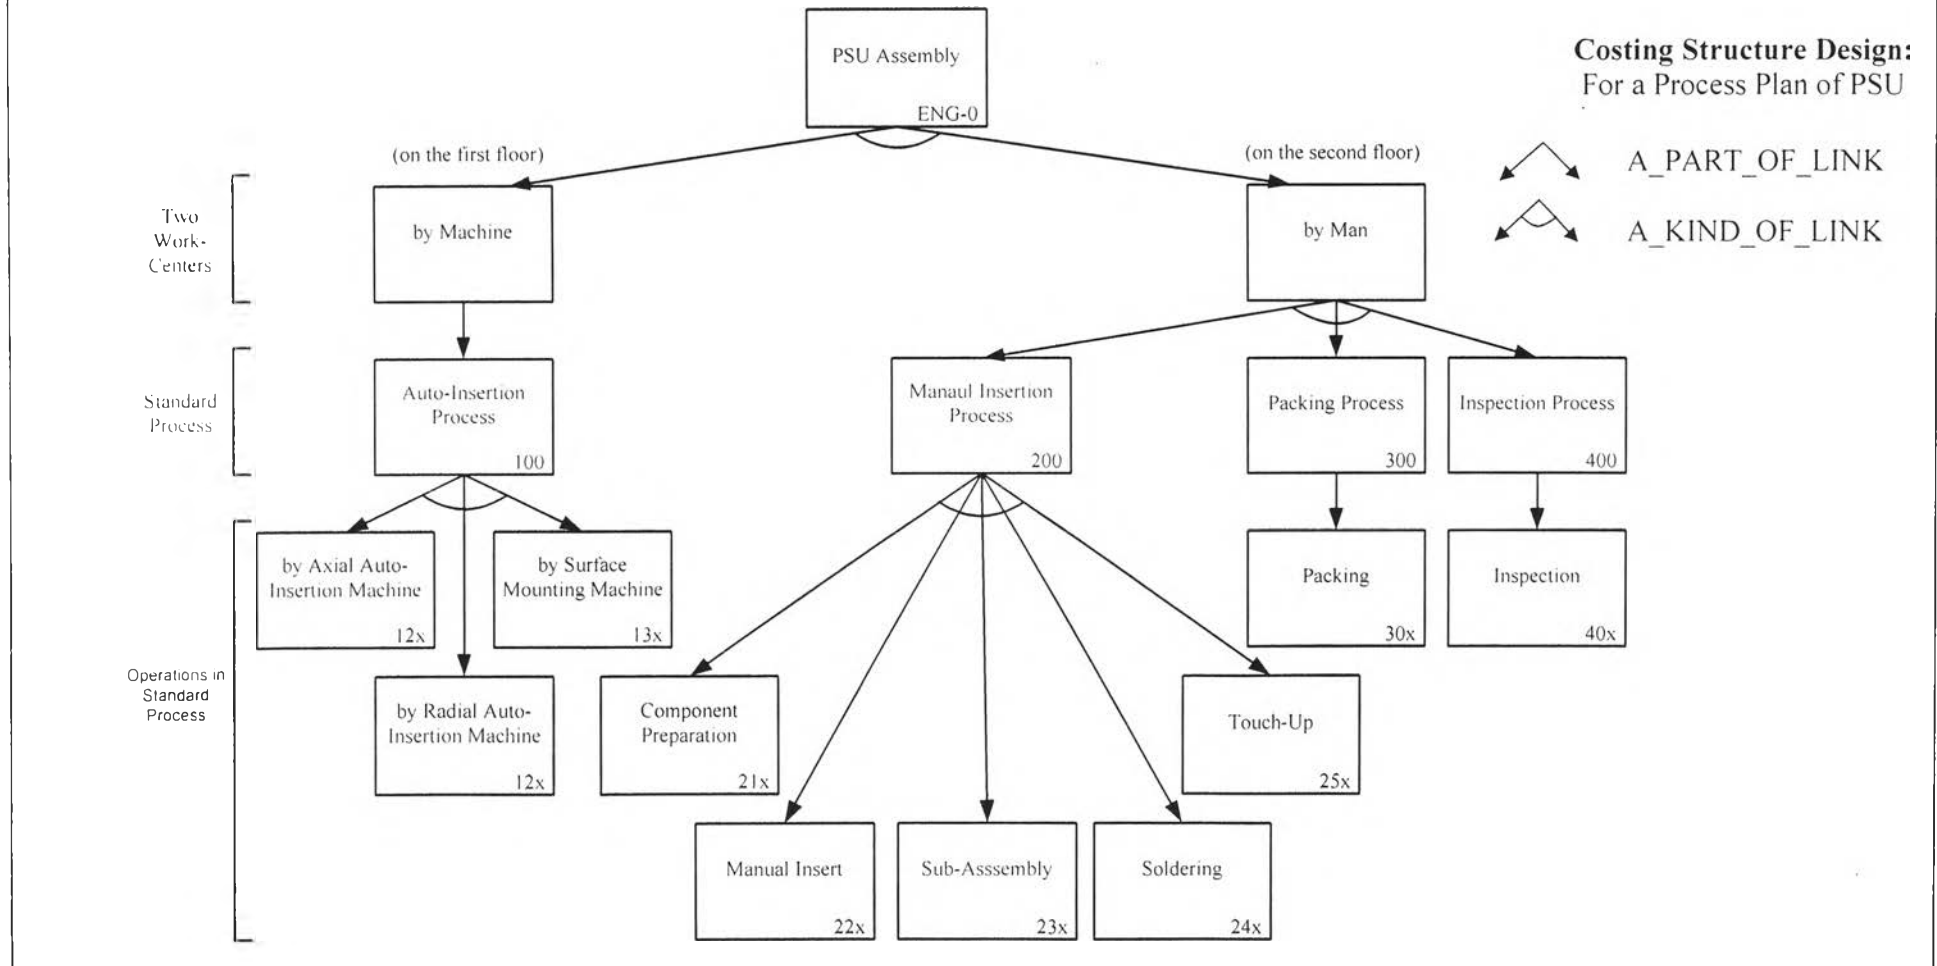 PSU Assembly
ENG-0
Costing Structure Design:
For a Process Plan of PSU
A_PART_OF_LINK
A_KIND_OF_LINK
(on the first floor)
(on the second floor)
Two
Work-
Centers
by Machine
by Man
Standard
Process
Auto-Insertion
Process
100
Manaul Insertion
Process
200
Packing Process
300
Inspection Process
400
Operations in
Standard
Process
by Axial Auto-
Insertion Machine
12x
by Surface
Mounting Machine
13x
Packing
30x
Inspection
40x
by Radial Auto-
Insertion Machine
12x
Component
Preparation
21x
Touch-Up
25x
Manual Insert
22x
Sub-Asssembly
23x
Soldering
24x